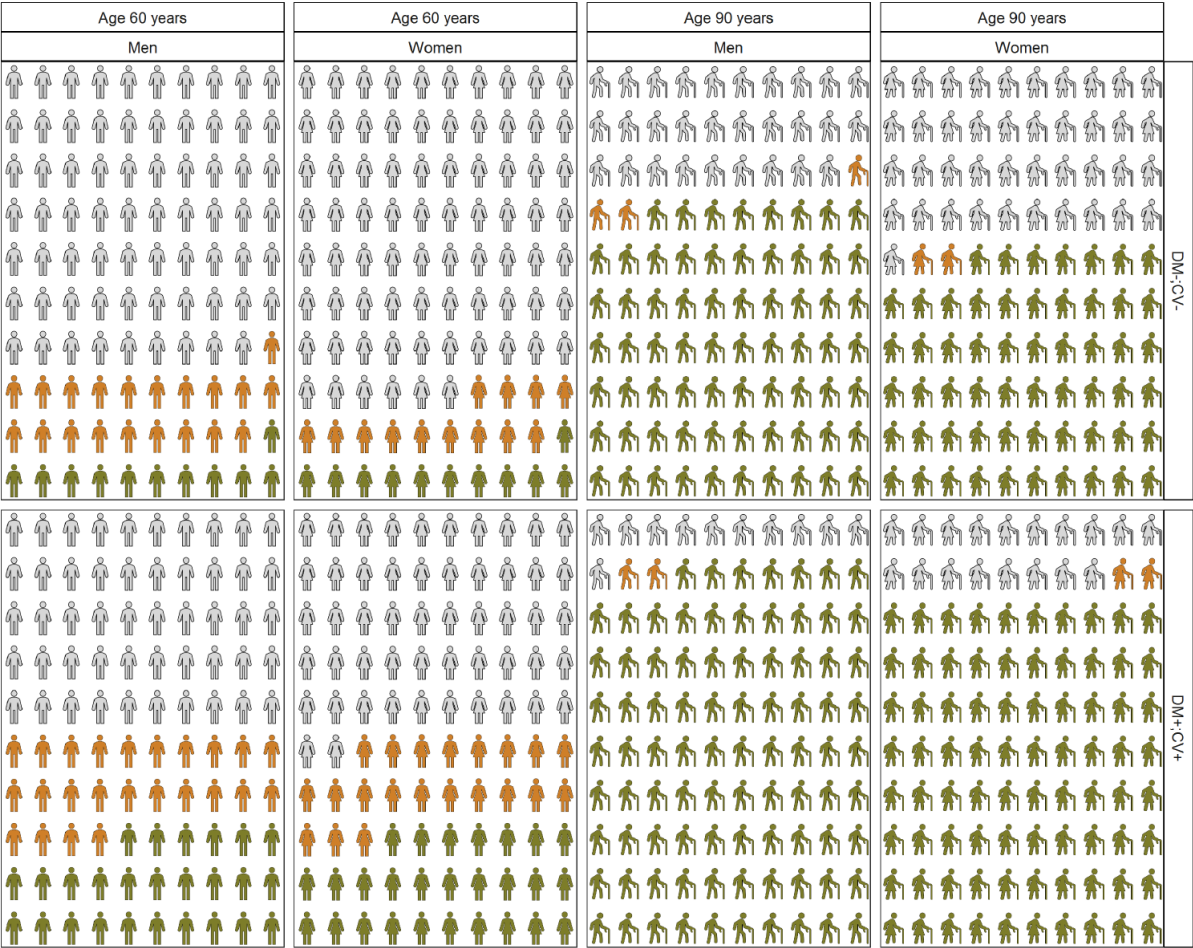 Age 60 years
Age 60 years
Age 90 years
Age 90 years
Men
Women
Men
Women
DM-;CV-
DM+;CV+